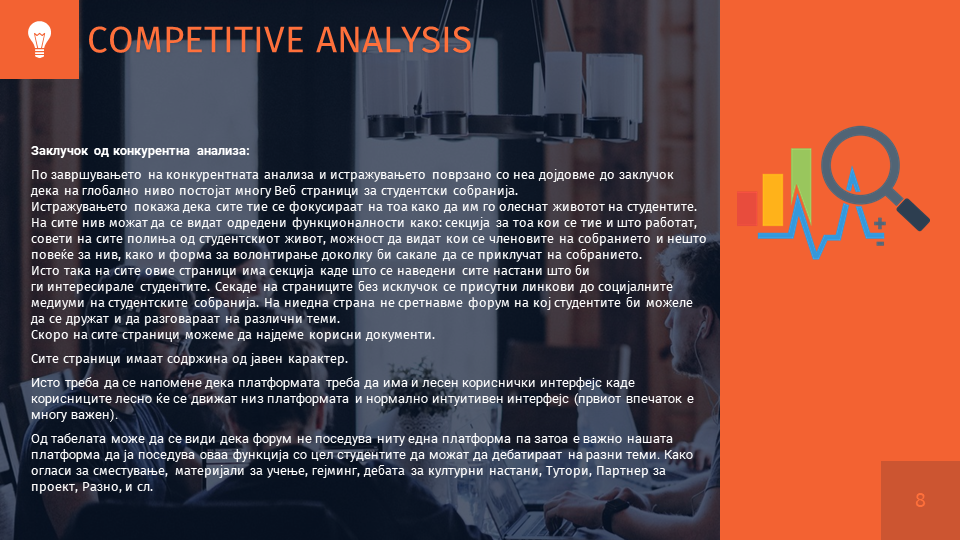 COMPETITIVE ANALYSIS
Заклучок од конкурентна анализа:
По завршувањето на конкурентната анализа и истражувањето поврзано со неа дојдовме до заклучок
дека на глобално ниво постојат многу Веб страници за студентски собранија.
Истражувањето покажа дека сите тие се фокусираат на тоа како да им го олеснат животот на студентите.
На сите нив можат да се видат одредени функционалности како: секција за тоа кои се тие и што работат,
совети на сите полиња од студентскиот живот, можност да видат кои се членовите на собранието и нешто
повеќе за нив, како и форма за волонтирање доколку би сакале да се приклучат на собранието.
Исто така на сите овие страници има секција каде што се наведени сите настани што би
ги интересирале студентите. Секаде на страниците без исклучок се присутни линкови до социјалните
медиуми на студентските собранија. На ниедна страна не сретнавме форум на кој студентите би можеле
да се дружат и да разговараат на различни теми.
Скоро на сите страници можеме да најдеме корисни документи.
Сите страници имаат содржина од јавен карактер.
Исто треба да се напомене дека платформата треба да има и лесен кориснички интерфејс каде
корисниците лесно ќе се движат низ платформата и нормално интуитивен интерфејс (првиот впечаток е
многу важен).
Од табелата може да се види дека форум не поседува ниту една платформа па затоа е важно нашата
платформа да ја поседува оваа функција со цел студентите да можат да дебатираат на разни теми. Како
огласи за сместување, материјали за учење, гејминг, дебата за културни настани, Тутори, Партнер за
проект, Разно, и сл.
8